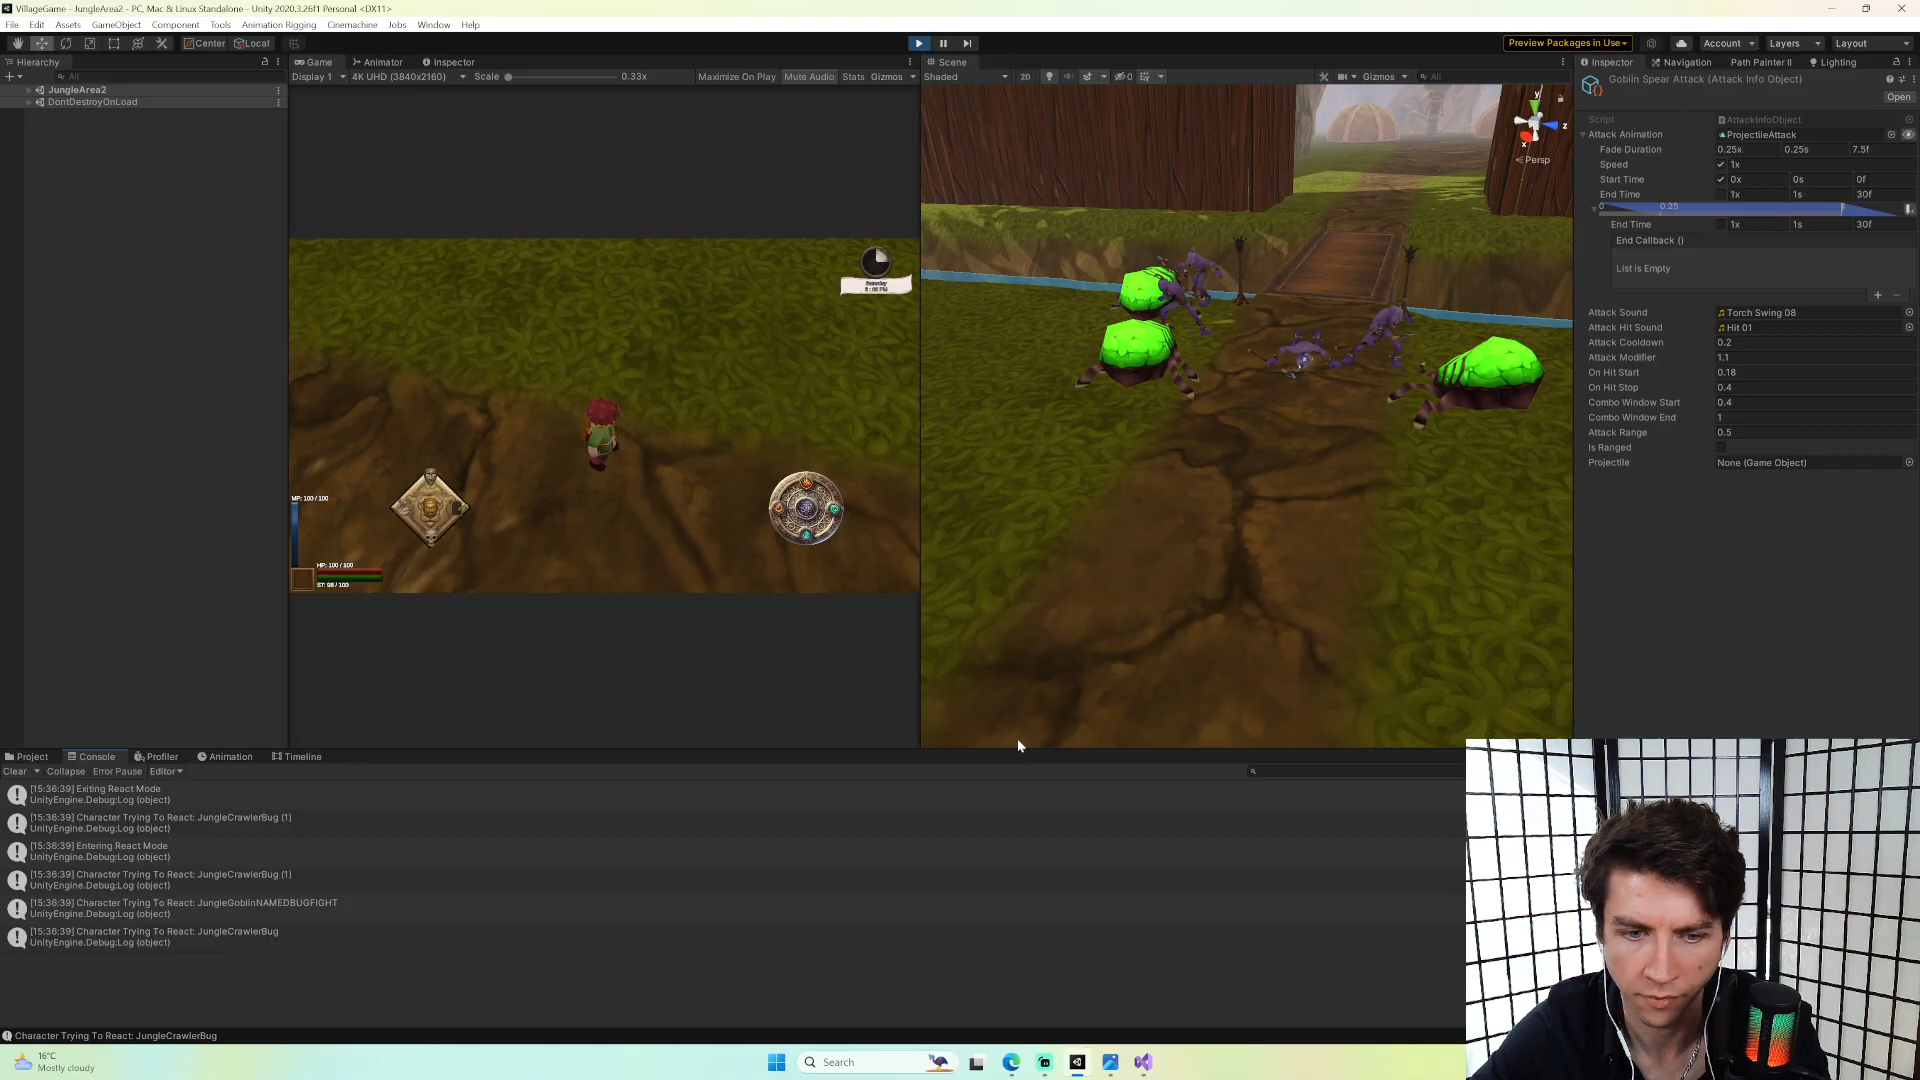 VillageGame - JungleArea2 - PC, Mac & Linux Standalone - Unity 2020.3.26f1 Personal <DX11>
File Edit Assets GameObject Component Tools Animation Rigging Cinemachine Jobs Window Help
Center Local
Preview Packages in Use Account Layers Layout
Hierarchy
All
JungleArea2
DontDestroyOnLoad
Game Animator Inspector
Display 1 4K UHD (3840x2160) Scale 0.33x Maximize On Play Mute Audio Stats Gizmos
MP: 100 / 100
HP: 100 / 100
ST: 98 / 100
Scene
Shaded 2D 0 Gizmos All
y
z
x
Persp
Inspector Navigation Path Painter II Lighting
Goblin Spear Attack (Attack Info Object)
Open
Script AttackInfoObject
Attack Animation ProjectileAttack
Fade Duration 0.25x 0.25s 7.5f
Speed 1x
Start Time 0x 0s 0f
End Time 1x 1s 30f
0 0.25
End Time 1x 1s 30f
End Callback ()
List is Empty
Attack Sound Torch Swing 08
Attack Hit Sound Hit 01
Attack Cooldown 0.2
Attack Modifier 1.1
On Hit Start 0.18
On Hit Stop 0.4
Combo Window Start 0.4
Combo Window End 1
Attack Range 0.5
Is Ranged
Projectile None (Game Object)
Project Console Profiler Animation Timeline
Clear Collapse Error Pause Editor
[15:36:39] Exiting React Mode
UnityEngine.Debug:Log (object)
[15:36:39] Character Trying To React: JungleCrawlerBug (1)
UnityEngine.Debug:Log (object)
[15:36:39] Entering React Mode
UnityEngine.Debug:Log (object)
[15:36:39] Character Trying To React: JungleCrawlerBug (1)
UnityEngine.Debug:Log (object)
[15:36:39] Character Trying To React: JungleGoblinNAMEDBUGFIGHT
UnityEngine.Debug:Log (object)
[15:36:39] Character Trying To React: JungleCrawlerBug
UnityEngine.Debug:Log (object)
Character Trying To React: JungleCrawlerBug
16°C
Mostly cloudy
Search